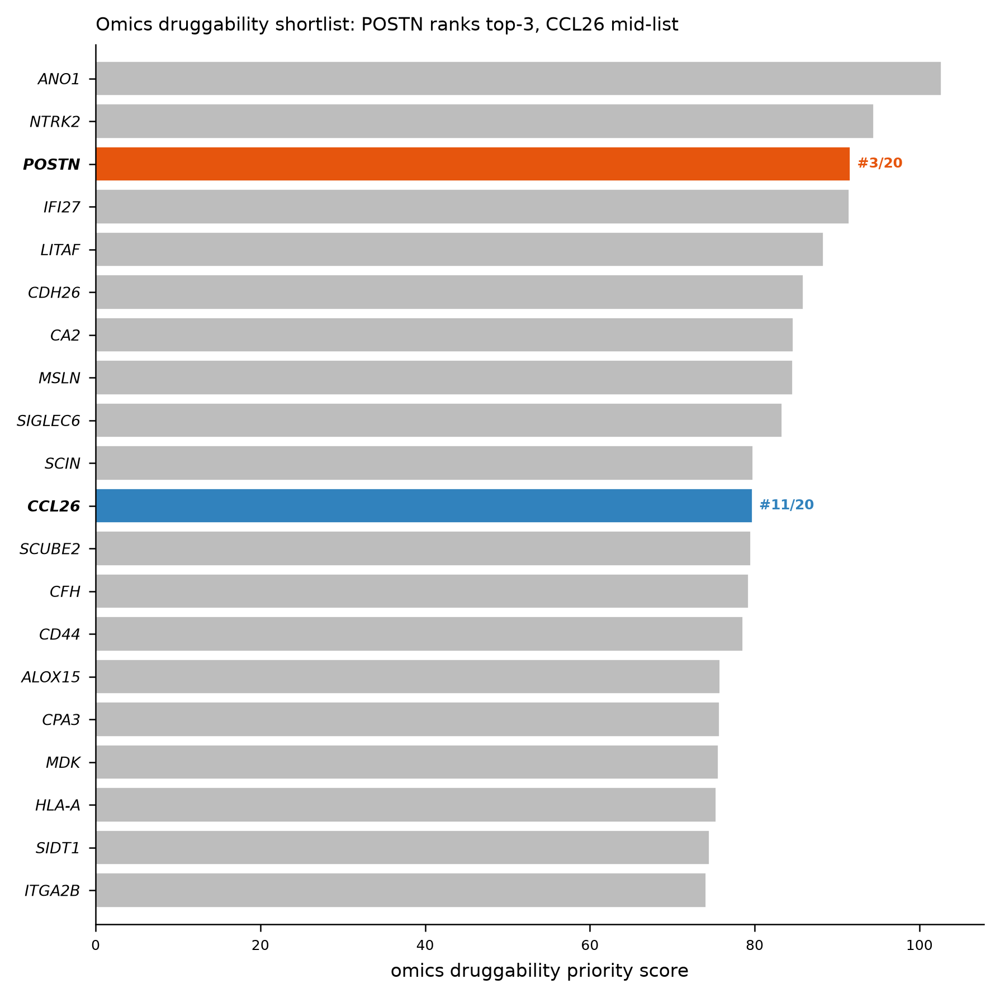 Omics druggability shortlist: POSTN ranks top-3, CCL26 mid-list
ANO1
NTRK2
POSTN #3/20
IFI27
LITAF
CDH26
CA2
MSLN
SIGLEC6
SCIN
CCL26 #11/20
SCUBE2
CFH
CD44
ALOX15
CPA3
MDK
HLA-A
SIDT1
ITGA2B
0 20 40 60 80 100
omics druggability priority score